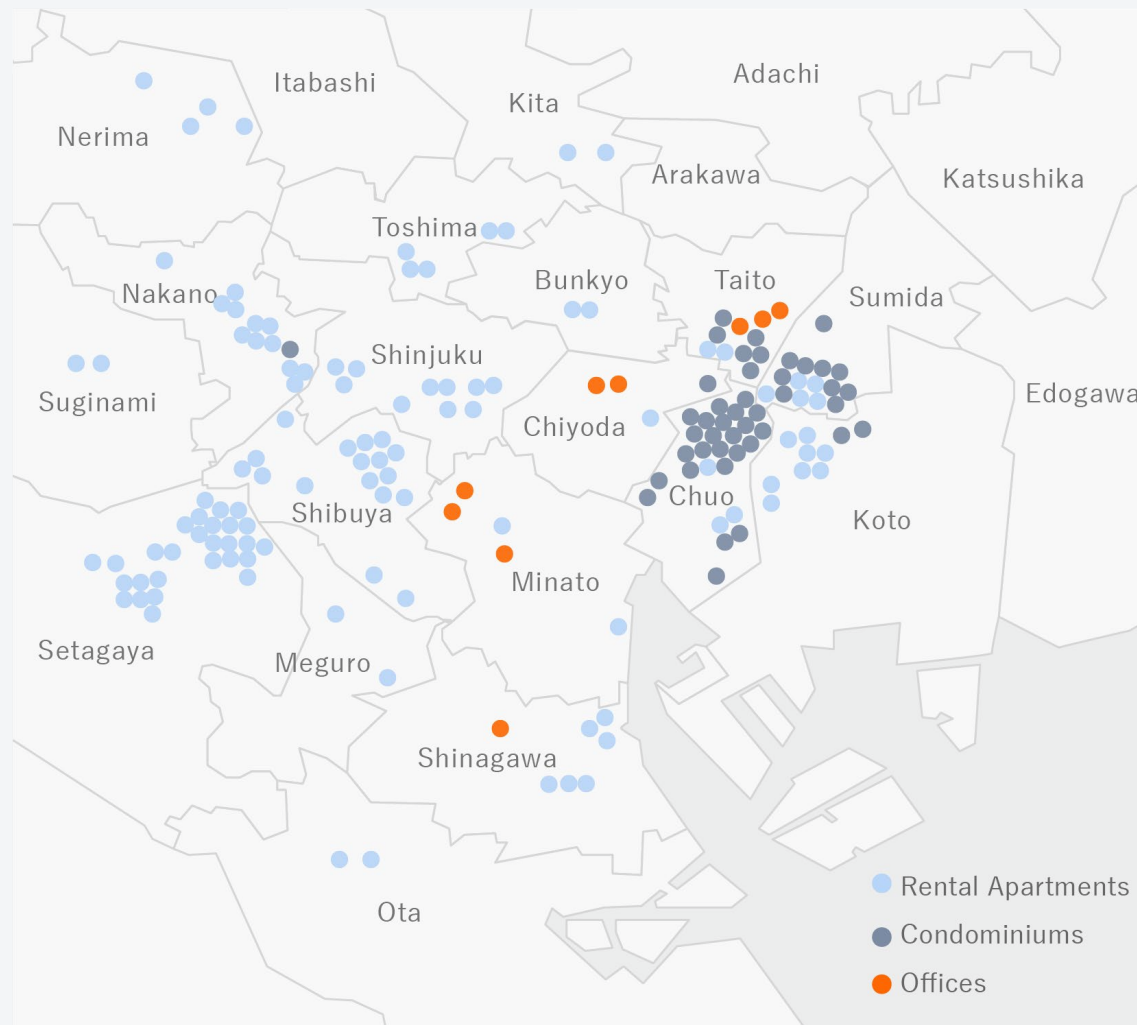 Itabashi
Adachi
Kita
Nerima
Arakawa
Katsushika
Toshima
Nakano
Bunkyo
Taito
Sumida
Shinjuku
Suginami
Chiyoda
Edogawa
Shibuya
Chuo
Koto
Minato
Setagaya
Meguro
Shinagawa
Ota
Rental Apartments
Condominiums
Offices